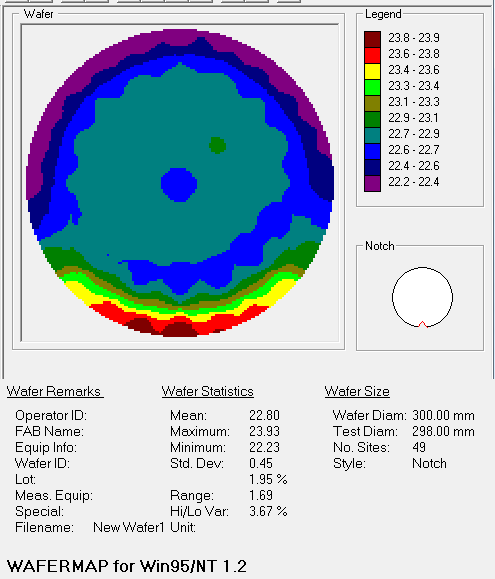 Wafer
Legend
23.8 - 23.9
23.6 - 23.8
23.4 - 23.6
23.3 - 23.4
23.1 - 23.3
22.9 - 23.1
22.7 - 22.9
22.6 - 22.7
22.4 - 22.6
22.2 - 22.4
Notch
Wafer Remarks Wafer Statistics Wafer Size
Operator ID: Mean: 22.80 Wafer Diam: 300.00 mm
FAB Name: Maximum: 23.93 Test Diam: 298.00 mm
Equip Info: Minimum: 22.23 No. Sites: 49
Wafer ID: Std. Dev: 0.45 Style: Notch
Lot: 1.95 %
Meas. Equip: Range: 1.69
Special: Hi/Lo Var: 3.67 %
Filename: New Wafer1 Unit:
WAFERMAP for Win95/NT 1.2